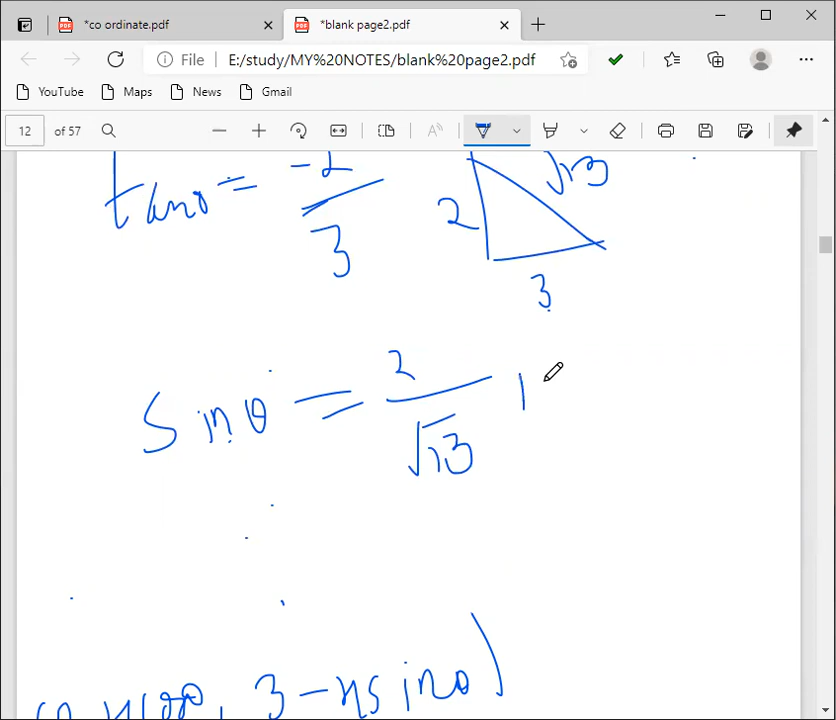 *co ordinate.pdf
*blank page2.pdf
File E:/study/MY%20NOTES/blank%20page2.pdf
YouTube Maps News Gmail
12 of 57
tanθ = -2/3
2 √13
3
sinθ = 2/√13
, 3 - r sinθ)